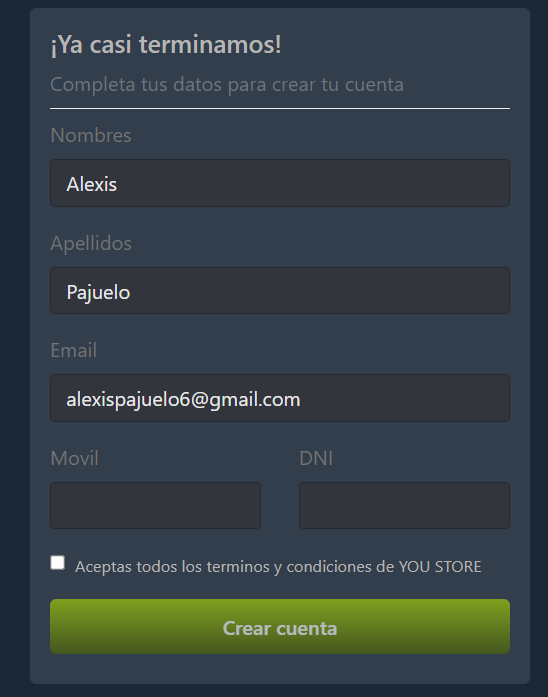 ¡Ya casi terminamos!
Completa tus datos para crear tu cuenta
Nombres
Alexis
Apellidos
Pajuelo
Email
alexispajuelo6@gmail.com
Movil DNI
Aceptas todos los terminos y condiciones de YOU STORE
Crear cuenta